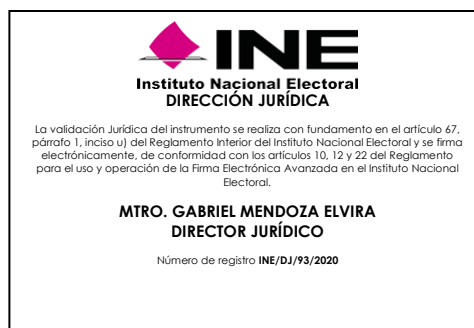 INE
Instituto Nacional Electoral
DIRECCIÓN JURÍDICA
La validación Jurídica del instrumento se realiza con fundamento en el artículo 67,
párrafo 1, inciso u) del Reglamento Interior del Instituto Nacional Electoral y se firma
electrónicamente, de conformidad con los artículos 10, 12 y 22 del Reglamento
para el uso y operación de la Firma Electrónica Avanzada en el Instituto Nacional
Electoral.
MTRO. GABRIEL MENDOZA ELVIRA
DIRECTOR JURÍDICO
Número de registro INE/DJ/93/2020